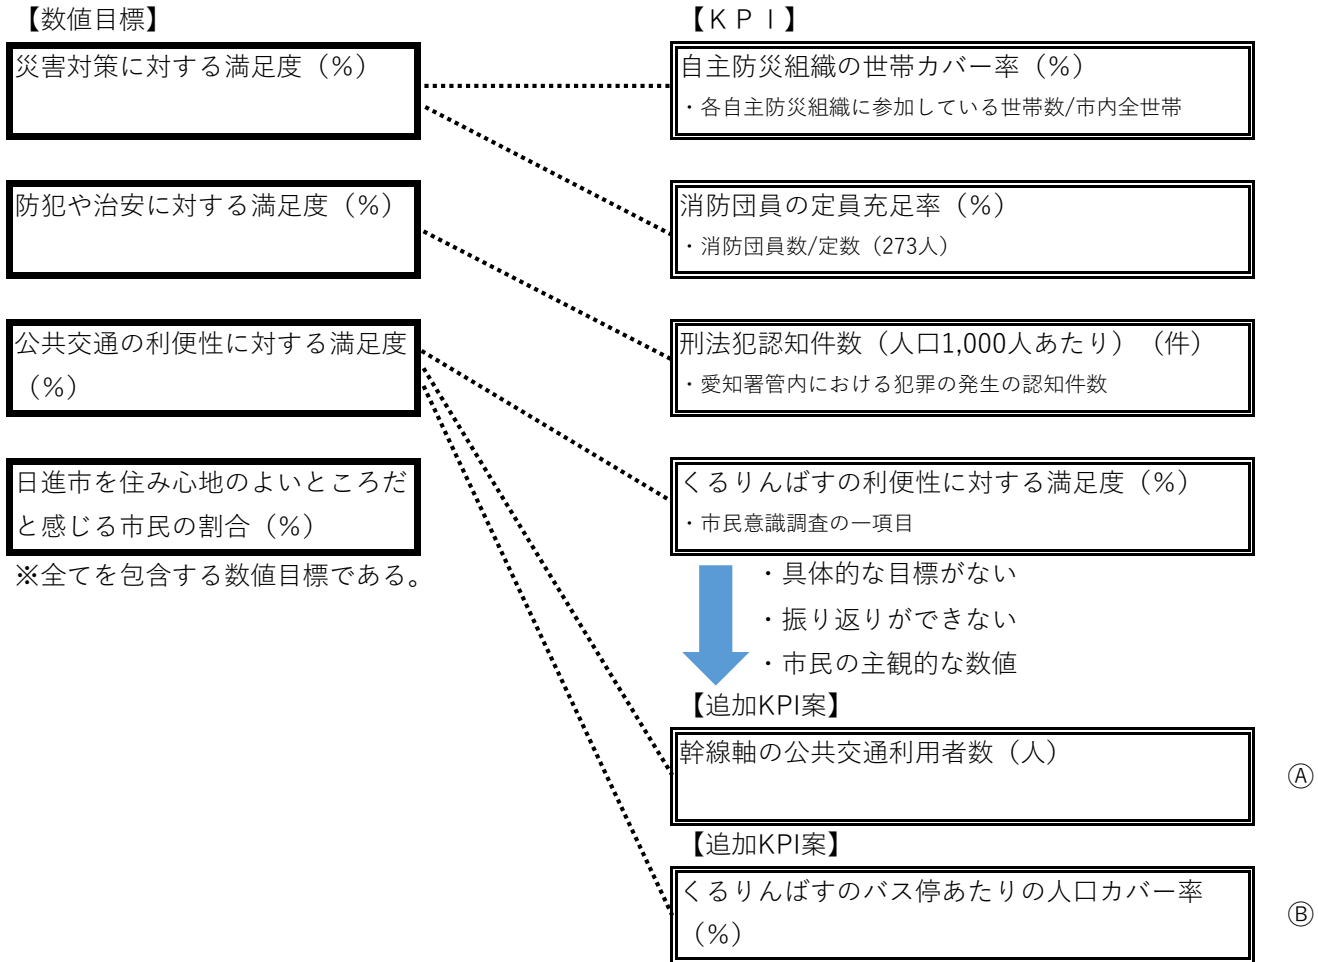 【数値目標】
【ＫＰＩ】
災害対策に対する満足度（%）
自主防災組織の世帯カバー率（%）
・各自主防災組織に参加している世帯数/市内全世帯
防犯や治安に対する満足度（%）
消防団員の定員充足率（%）
・消防団員数/定数（273人）
公共交通の利便性に対する満足度
（%）
刑法犯認知件数（人口1,000人あたり）（件）
・愛知署管内における犯罪の発生の認知件数
日進市を住み心地のよいところだ
と感じる市民の割合（%）
※全てを包含する数値目標である。
くるりんばすの利便性に対する満足度（%）
・市民意識調査の一項目
・具体的な目標がない
・振り返りができない
・市民の主観的な数値
【追加KPI案】
幹線軸の公共交通利用者数（人）
Ⓐ
【追加KPI案】
くるりんばすのバス停あたりの人口カバー率
（%）
Ⓑ